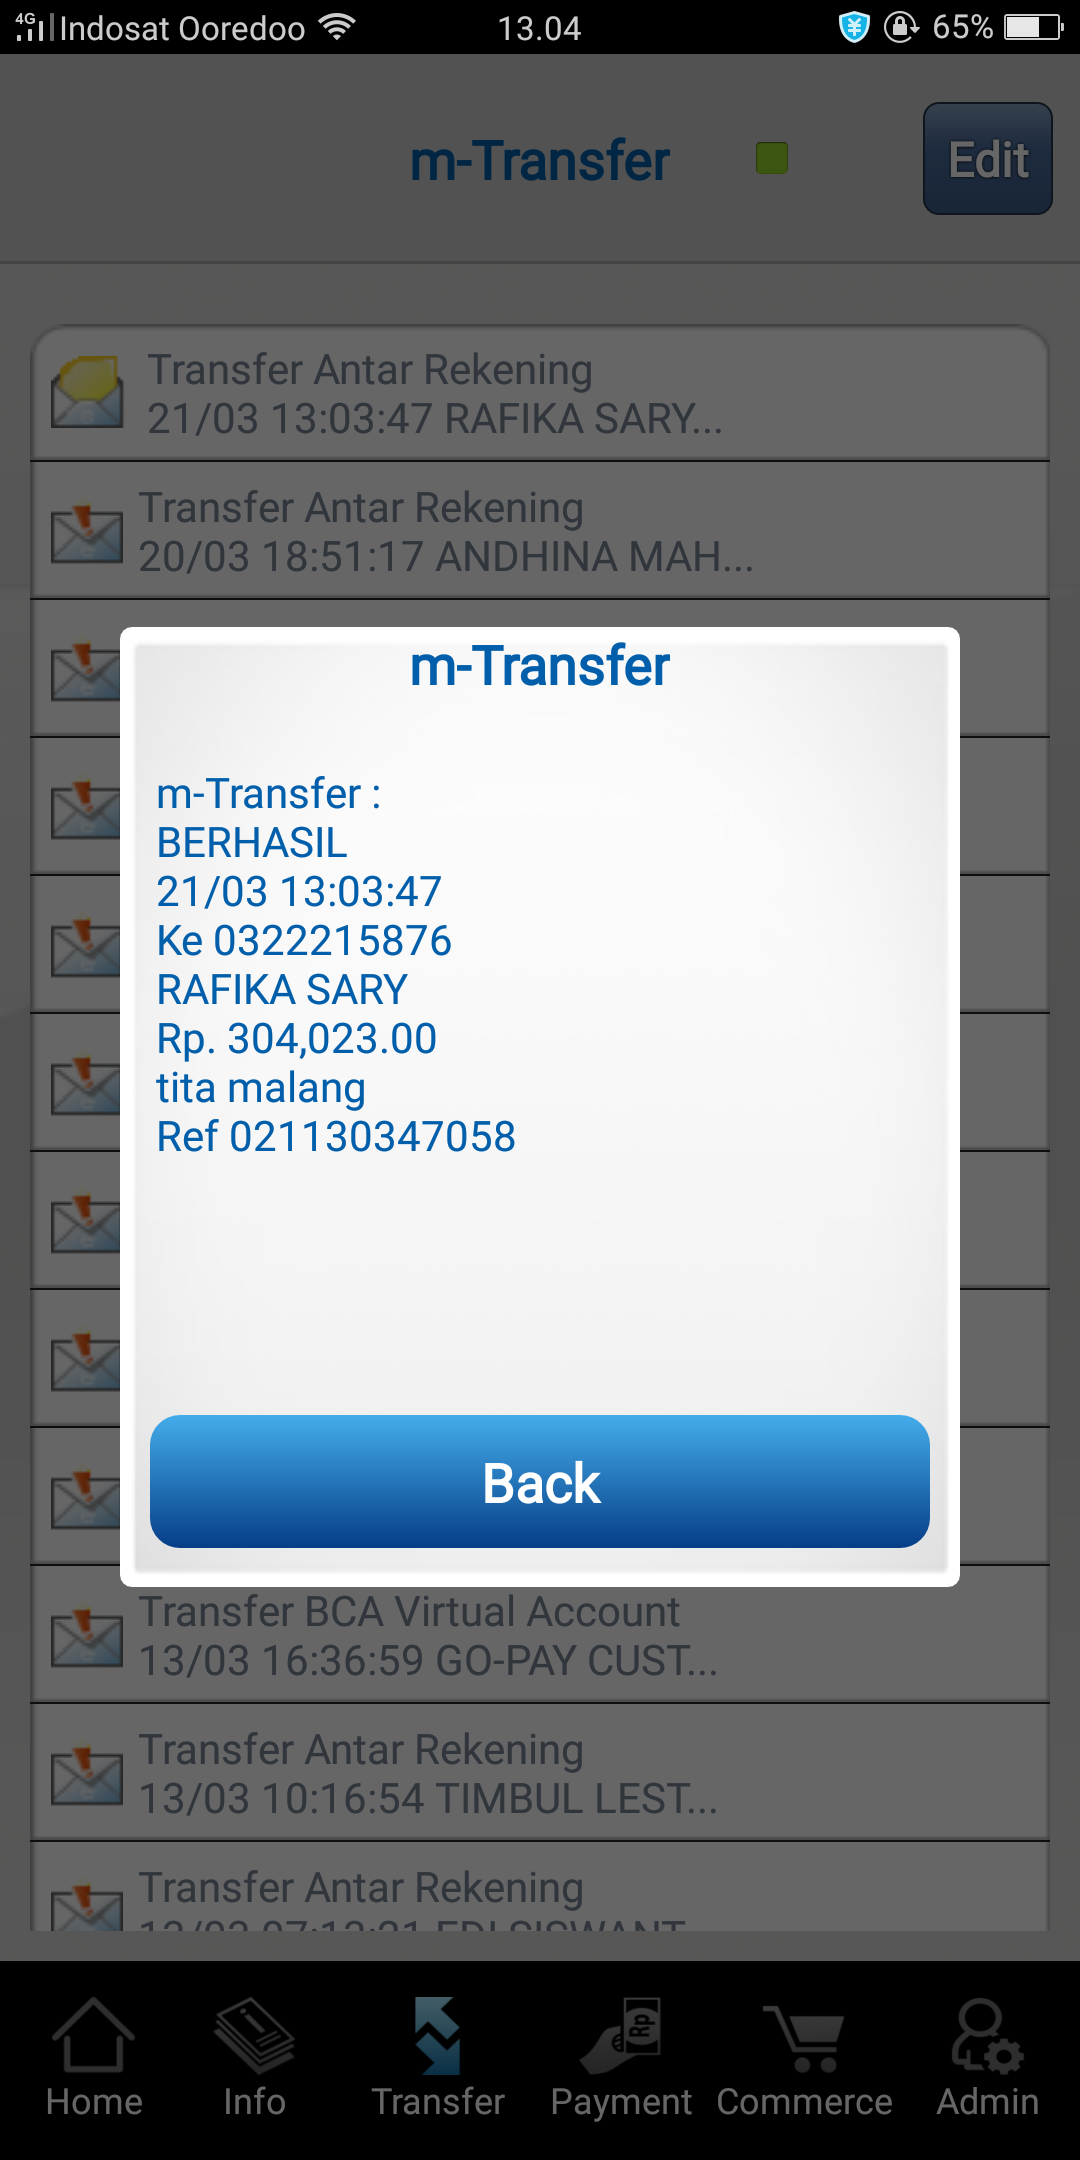 4G Indosat Ooredoo 13.04 65%
m-Transfer
Edit
Transfer Antar Rekening
21/03 13:03:47 RAFIKA SARY...
Transfer Antar Rekening
20/03 18:51:17 ANDHINA MAH...
m-Transfer
m-Transfer :
BERHASIL
21/03 13:03:47
Ke 0322215876
RAFIKA SARY
Rp. 304,023.00
tita malang
Ref 021130347058
Back
Transfer BCA Virtual Account
13/03 16:36:59 GO-PAY CUST...
Transfer Antar Rekening
13/03 10:16:54 TIMBUL LEST...
Transfer Antar Rekening
Home Info Transfer Payment Commerce Admin